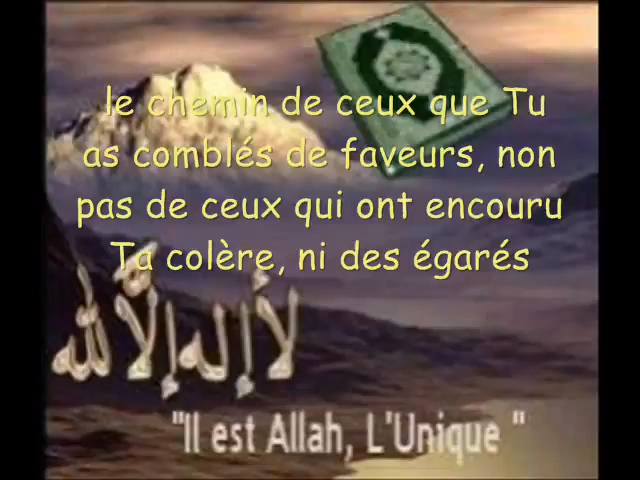 le chemin de ceux que Tu
as comblés de faveurs, non
pas de ceux qui ont encouru
Ta colère, ni des égarés
لا إله إلا الله
"Il est Allah, L'Unique "